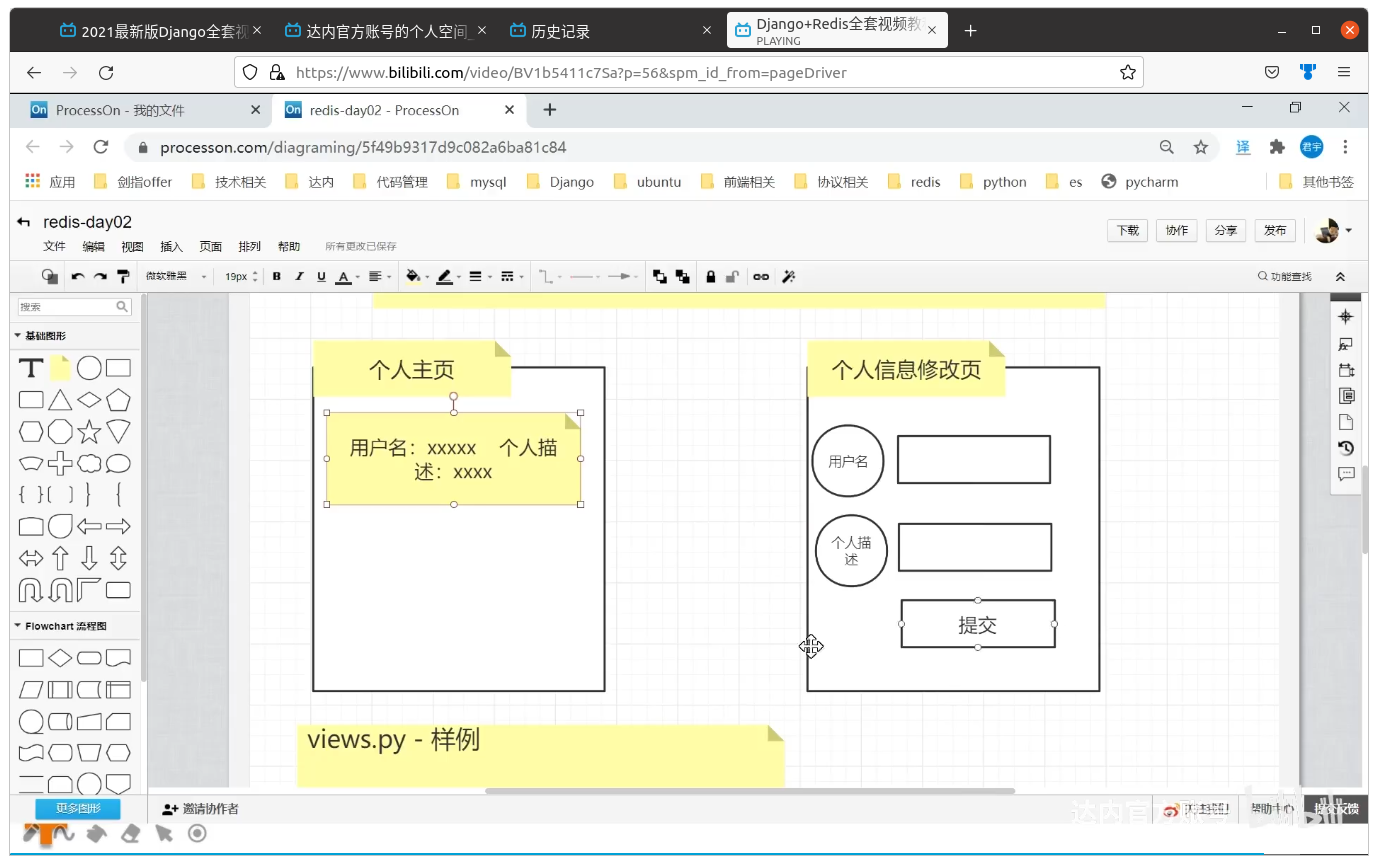 2021最新版Django全套视
达内官方账号的个人空间_
历史记录
Django+Redis全套视频教
PLAYING
https://www.bilibili.com/video/BV1b5411c7Sa?p=56&spm_id_from=pageDriver
On ProcessOn - 我的文件
On redis-day02 - ProcessOn
processon.com/diagraming/5f49b9317d9c082a6ba81c84
译
君宇
应用 剑指offer 技术相关 达内 代码管理 mysql Django ubuntu 前端相关 协议相关 redis python es pycharm 其他书签
redis-day02
下载 协作 分享 发布
文件 编辑 视图 插入 页面 排列 帮助 所有更改已保存
微软雅黑 19px B I U A 功能查找
搜索
基础图形
T
个人主页
个人信息修改页
用户名：xxxxx 个人描
述：xxxx
用户名
个人描
述
提交
Flowchart 流程图
views.py - 样例
更多图形
邀请协作者
帮助中心
提交反馈
达内官方账号
bilibili